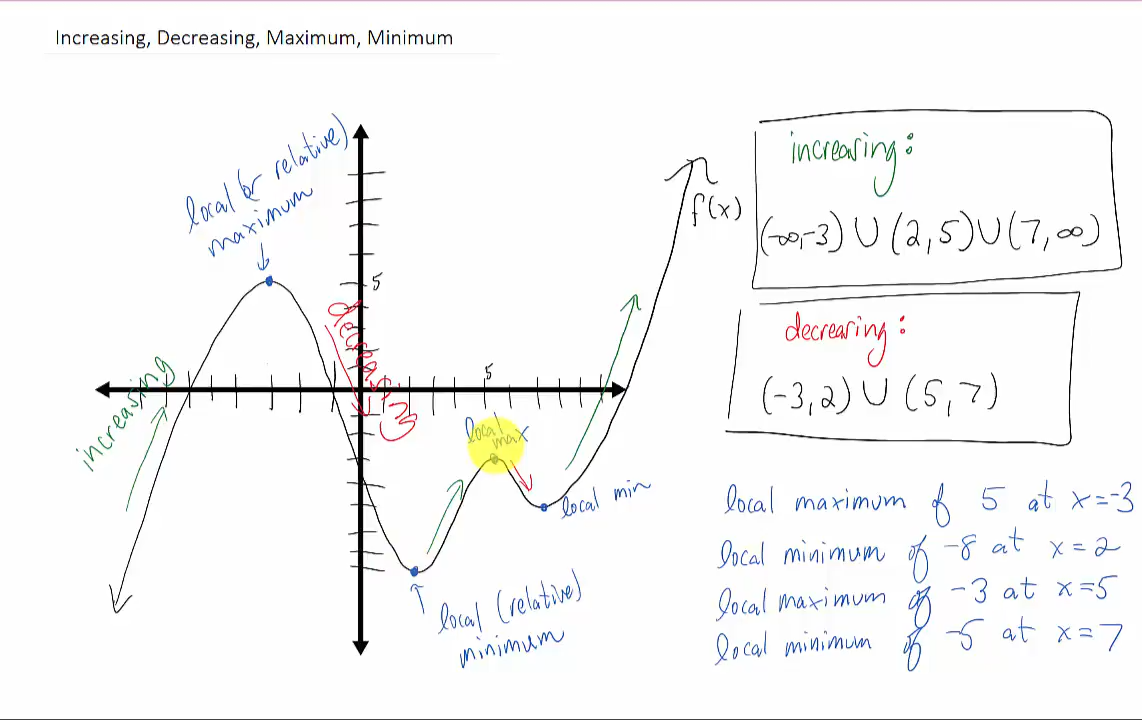 Increasing, Decreasing, Maximum, Minimum
local (or relative)
maximum
5
increasing
decreasing
5
local
max
local min
local (relative)
minimum
f(x)
increasing:
(-∞,-3) ∪ (2,5) ∪ (7,∞)
decreasing:
(-3,2) ∪ (5,7)
local maximum of 5 at x=-3
local minimum of -8 at x=2
local maximum of -3 at x=5
local minimum of -5 at x=7